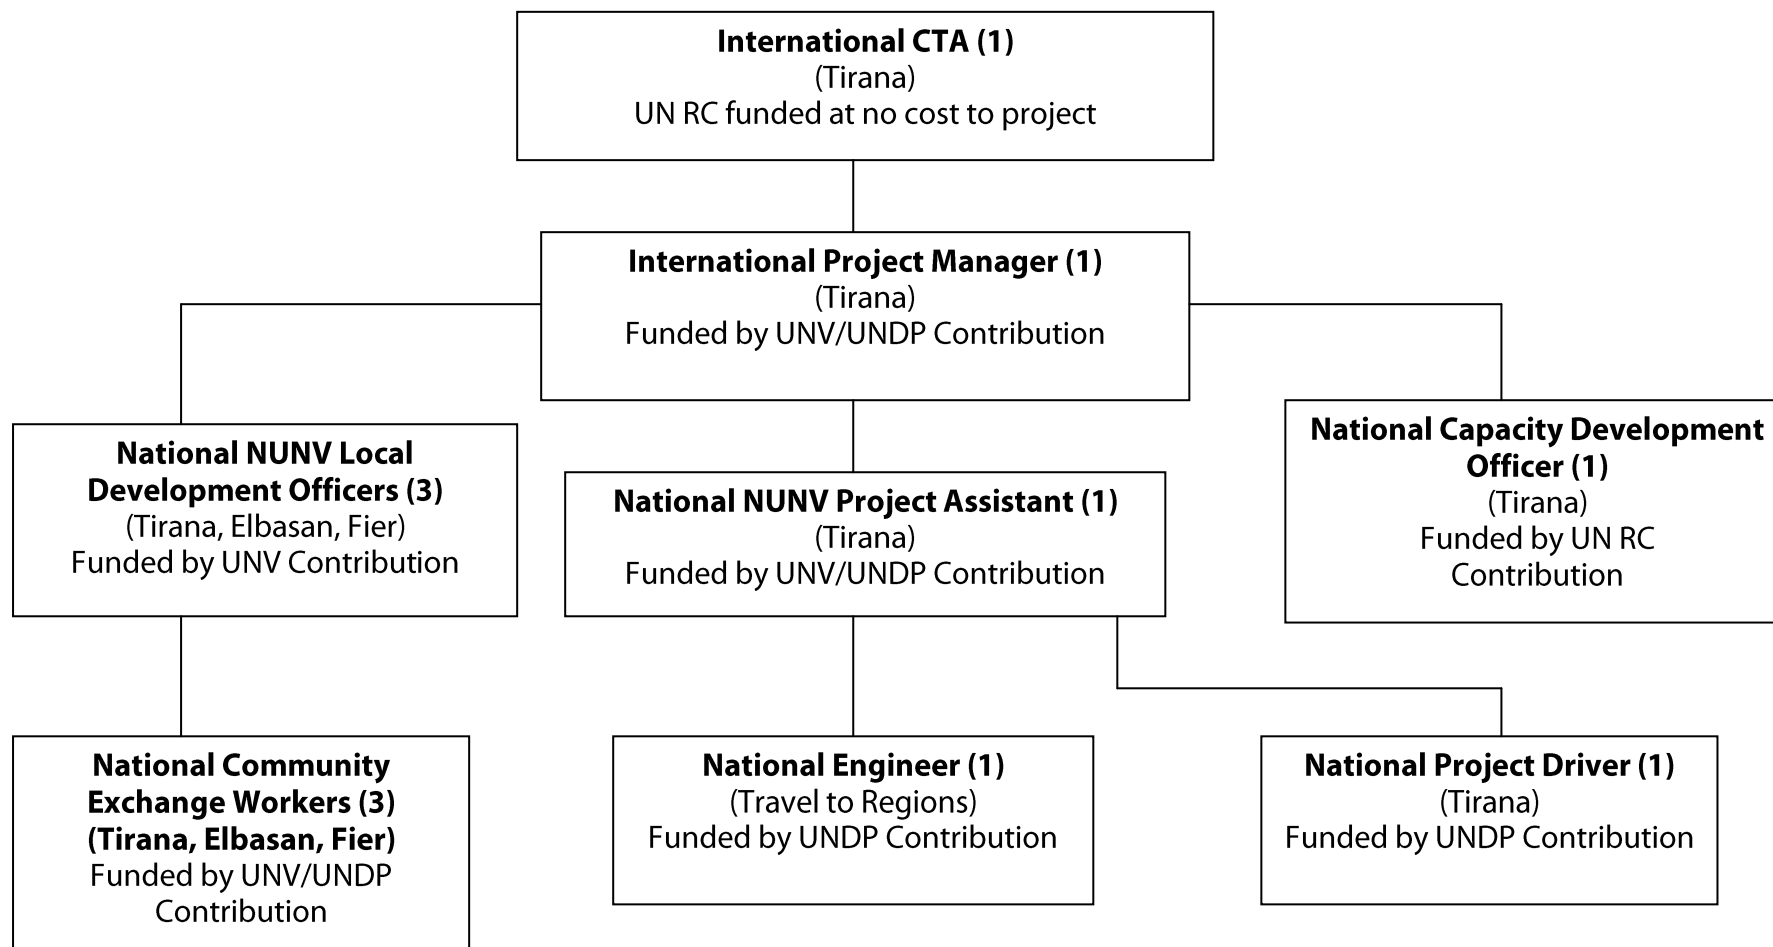 International CTA (1)
(Tirana)
UN RC funded at no cost to project
International Project Manager (1)
(Tirana)
Funded by UNV/UNDP Contribution
National NUNV Local
Development Officers (3)
(Tirana, Elbasan, Fier)
Funded by UNV Contribution
National NUNV Project Assistant (1)
(Tirana)
Funded by UNV/UNDP Contribution
National Capacity Development
Officer (1)
(Tirana)
Funded by UN RC
Contribution
National Community
Exchange Workers (3)
(Tirana, Elbasan, Fier)
Funded by UNV/UNDP
Contribution
National Engineer (1)
(Travel to Regions)
Funded by UNDP Contribution
National Project Driver (1)
(Tirana)
Funded by UNDP Contribution